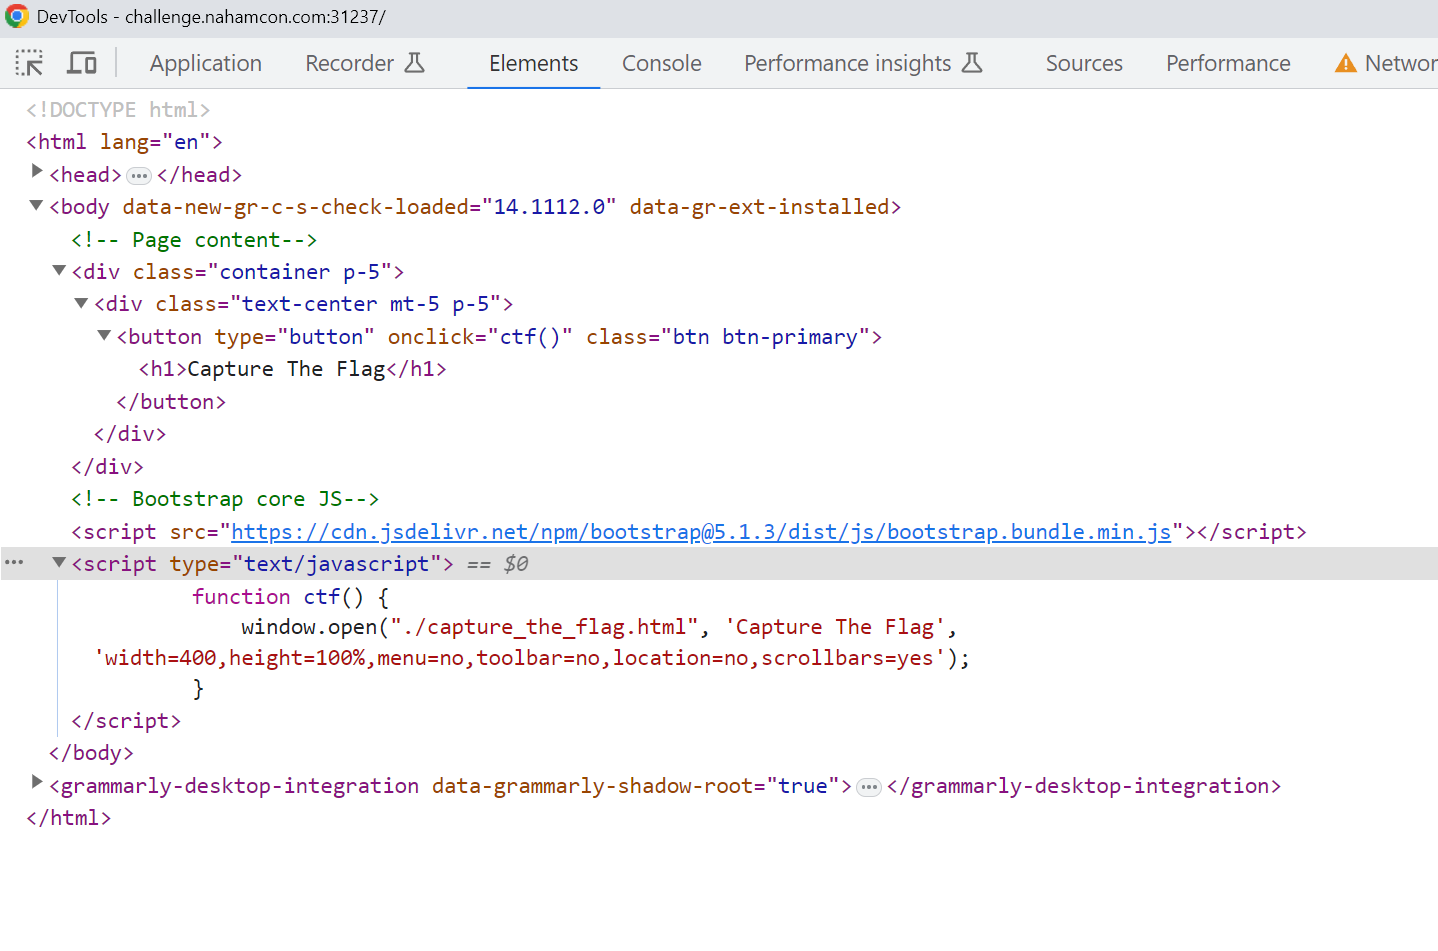 DevTools - challenge.nahamcon.com:31237/
Application Recorder Elements Console Performance insights Sources Performance Networ
<!DOCTYPE html>
<html lang="en">
<head>…</head>
<body data-new-gr-c-s-check-loaded="14.1112.0" data-gr-ext-installed>
<!-- Page content-->
<div class="container p-5">
<div class="text-center mt-5 p-5">
<button type="button" onclick="ctf()" class="btn btn-primary">
<h1>Capture The Flag</h1>
</button>
</div>
</div>
<!-- Bootstrap core JS-->
<script src="https://cdn.jsdelivr.net/npm/bootstrap@5.1.3/dist/js/bootstrap.bundle.min.js"></script>
<script type="text/javascript"> == $0
function ctf() {
window.open("./capture_the_flag.html", 'Capture The Flag',
'width=400,height=100%,menu=no,toolbar=no,location=no,scrollbars=yes');
}
</script>
</body>
<grammarly-desktop-integration data-grammarly-shadow-root="true">…</grammarly-desktop-integration>
</html>